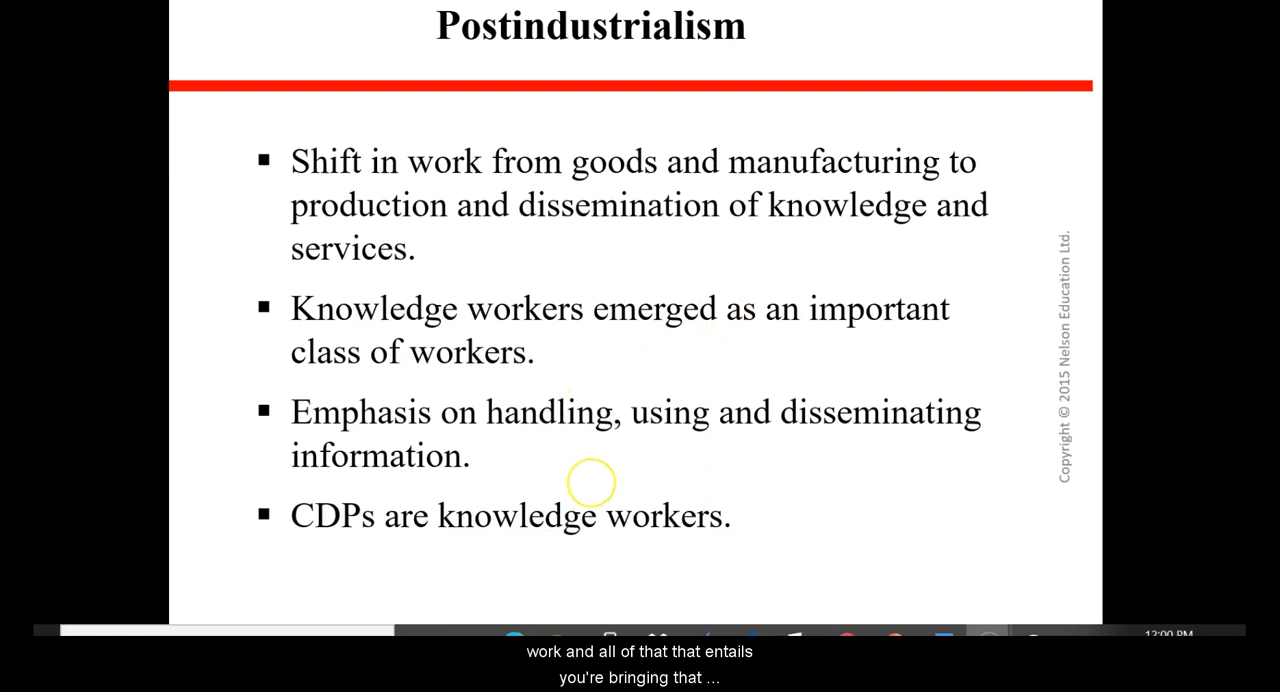 Postindustrialism
▪ Shift in work from goods and manufacturing to
production and dissemination of knowledge and
services.
▪ Knowledge workers emerged as an important
class of workers.
▪ Emphasis on handling, using and disseminating
information.
▪ CDPs are knowledge workers.
Copyright © 2015 Nelson Education Ltd.
12:00 PM
work and all of that that entails
you're bringing that ...